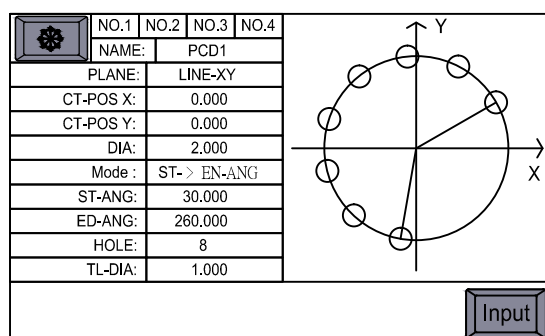 NO.1 NO.2 NO.3 NO.4
NAME: PCD1
PLANE: LINE-XY
CT-POS X: 0.000
CT-POS Y: 0.000
DIA: 2.000
Mode : ST-> EN-ANG
ST-ANG: 30.000
ED-ANG: 260.000
HOLE: 8
TL-DIA: 1.000
Y
X
Input